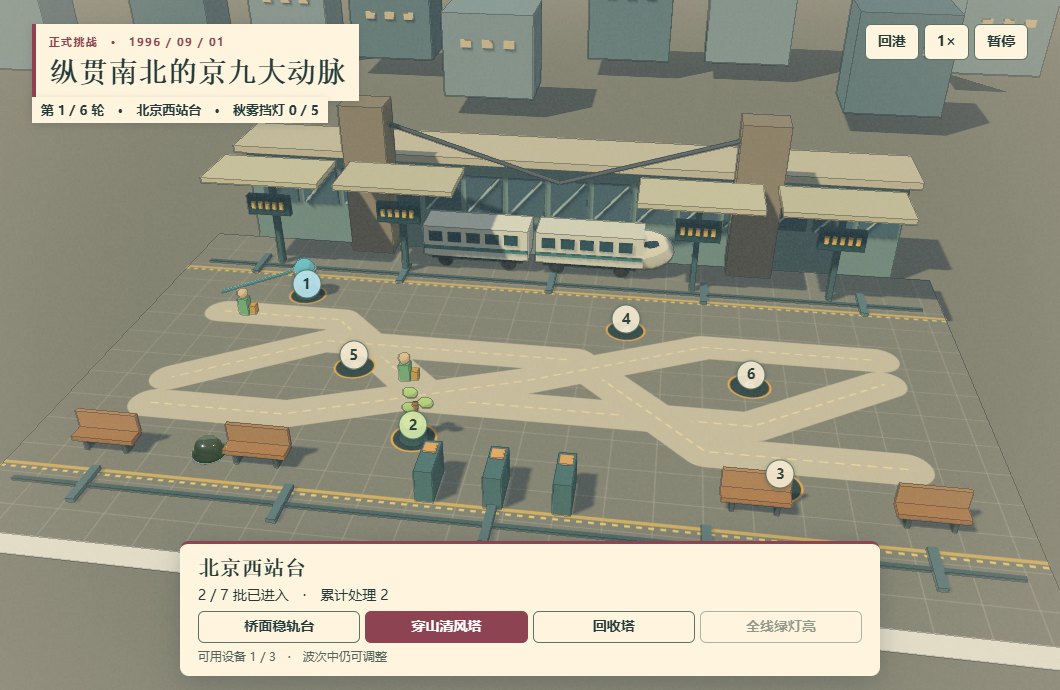 正式挑战 • 1996 / 09 / 01
纵贯南北的京九大动脉
第 1 / 6 轮 • 北京西站台 • 秋雾挡灯 0 / 5
回港
1×
暂停
1
4
5
6
2
3
北京西站台
2 / 7 批已进入 · 累计处理 2
桥面稳轨台
穿山清风塔
回收塔
全线绿灯亮
可用设备 1 / 3 · 波次中仍可调整